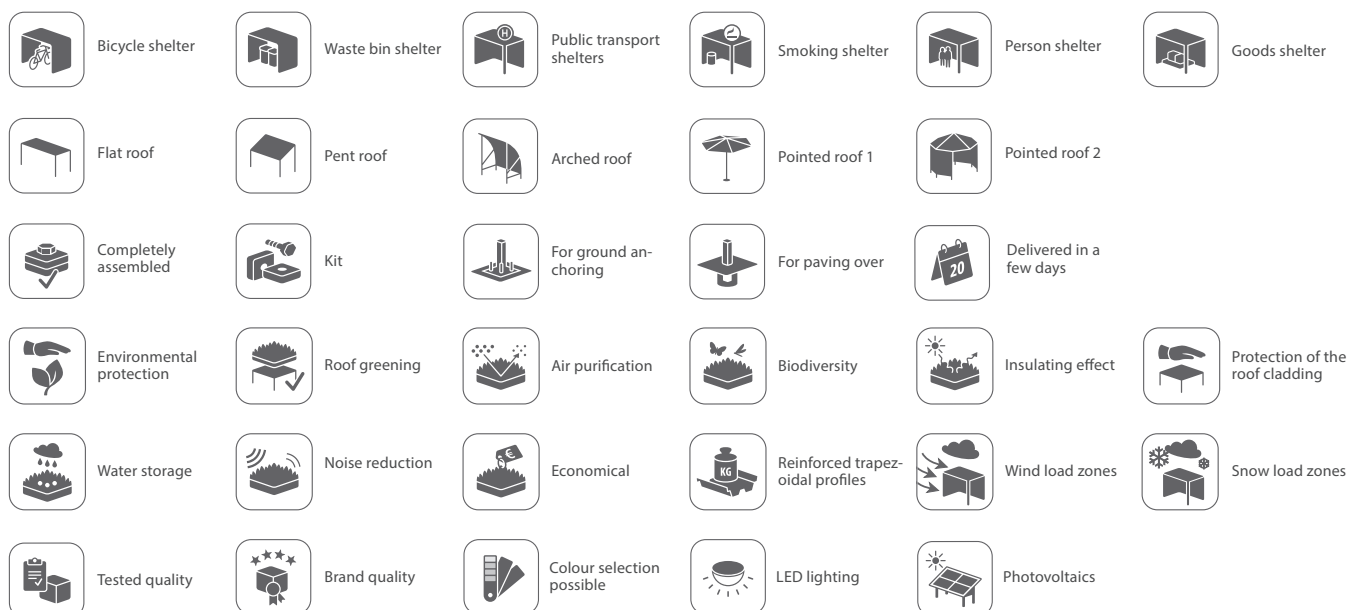 Bicycle shelter
Waste bin shelter
Public transport
shelters
H
Smoking shelter
Person shelter
Goods shelter
Flat roof
Pent roof
Arched roof
Pointed roof 1
Pointed roof 2
Completely
assembled
Kit
For ground an-
choring
For paving over
20
Delivered in a
few days
Environmental
protection
Roof greening
Air purification
Biodiversity
Insulating effect
Protection of the
roof cladding
Water storage
Noise reduction
€
Economical
KG
Reinforced trapez-
oidal profiles
Wind load zones
Snow load zones
Tested quality
Brand quality
Colour selection
possible
LED lighting
Photovoltaics